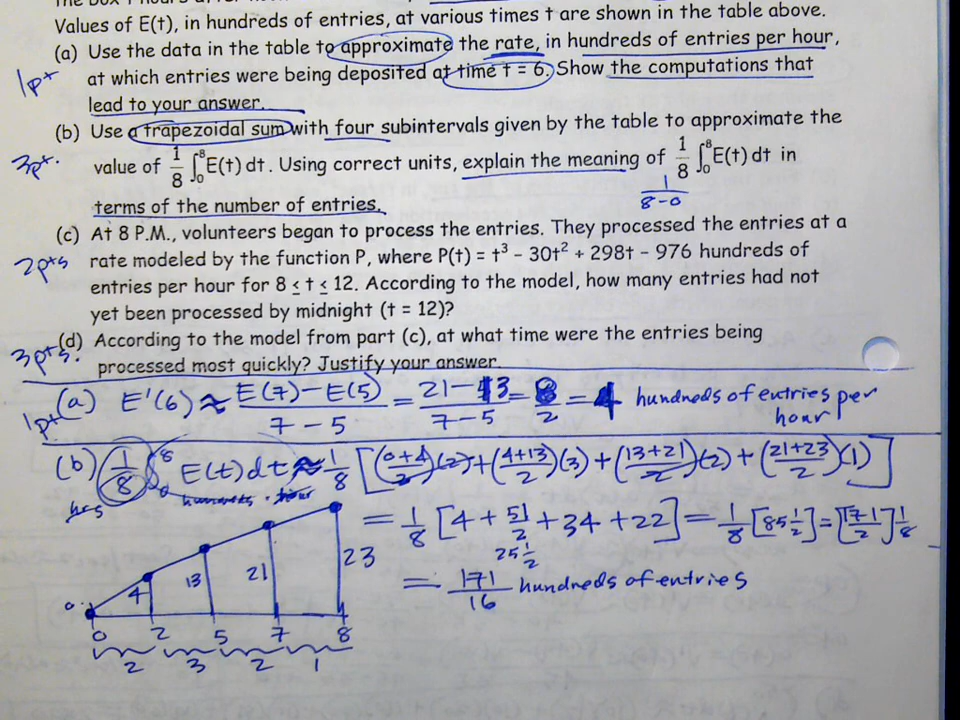 Values of E(t), in hundreds of entries, at various times t are shown in the table above.
(a) Use the data in the table to approximate the rate, in hundreds of entries per hour,
1pt at which entries were being deposited at time t = 6. Show the computations that
lead to your answer.
(b) Use a trapezoidal sum with four subintervals given by the table to approximate the
3pt. value of 1/8 ∫₀⁸ E(t) dt. Using correct units, explain the meaning of 1/8 ∫₀⁸ E(t) dt in
1/(8-0)
terms of the number of entries.
(c) At 8 P.M., volunteers began to process the entries. They processed the entries at a
2pts rate modeled by the function P, where P(t) = t³ - 30t² + 298t - 976 hundreds of
entries per hour for 8 ≤ t ≤ 12. According to the model, how many entries had not
yet been processed by midnight (t = 12)?
3pts. (d) According to the model from part (c), at what time were the entries being
processed most quickly? Justify your answer.
1pt (a) E'(6) ≈ (E(7) - E(5))/(7 - 5) = (21 - 13)/(7 - 5) = 8/2 = 4 hundreds of entries per
hour
(b) 1/8 ∫₀⁸ E(t) dt ≈ 1/8 [((0+4)/2)(2) + ((4+13)/2)(3) + ((13+21)/2)(2) + ((21+23)/2)(1)]
hrs hundreds · hour
= 1/8 [4 + 51/2 + 34 + 22] = 1/8 [85 1/2] = [171/2] 1/8
25 1/2
= 171/16 hundreds of entries
0 4 13 21 23
0 2 5 7 8
2 3 2 1